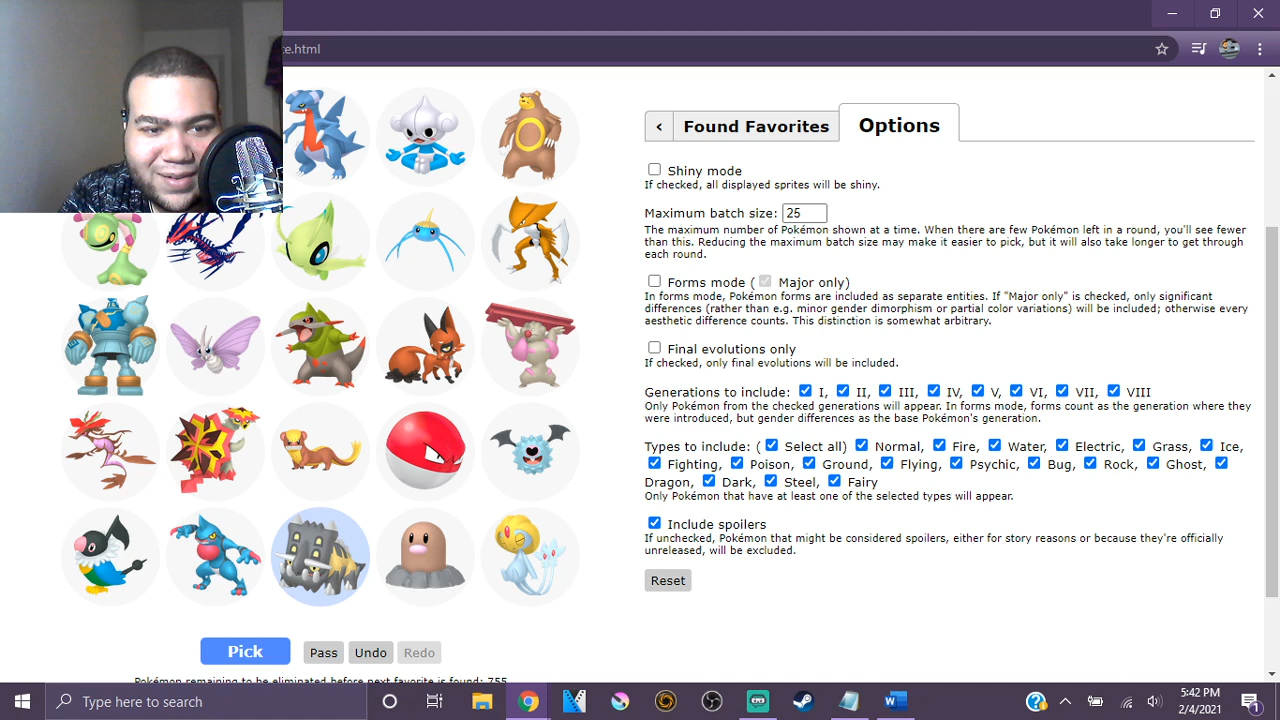 te.html
‹ Found Favorites Options
Shiny mode
If checked, all displayed sprites will be shiny.
Maximum batch size: 25
The maximum number of Pokémon shown at a time. When there are few Pokémon left in a round, you'll see fewer
than this. Reducing the maximum batch size may make it easier to pick, but it will also take longer to get through
each round.
Forms mode ( Major only)
In forms mode, Pokémon forms are included as separate entities. If "Major only" is checked, only significant
differences (rather than e.g. minor gender dimorphism or partial color variations) will be included; otherwise every
aesthetic difference counts. This distinction is somewhat arbitrary.
Final evolutions only
If checked, only final evolutions will be included.
Generations to include: I, II, III, IV, V, VI, VII, VIII
Only Pokémon from the checked generations will appear. In forms mode, forms count as the generation where they
were introduced, but gender differences as the base Pokémon's generation.
Types to include: ( Select all) Normal, Fire, Water, Electric, Grass, Ice,
Fighting, Poison, Ground, Flying, Psychic, Bug, Rock, Ghost,
Dragon, Dark, Steel, Fairy
Only Pokémon that have at least one of the selected types will appear.
Include spoilers
If unchecked, Pokémon that might be considered spoilers, either for story reasons or because they're officially
unreleased, will be excluded.
Reset
Pick Pass Undo Redo
Pokémon remaining to be eliminated before next favorite is found: 755
Type here to search
5:42 PM
2/4/2021
1